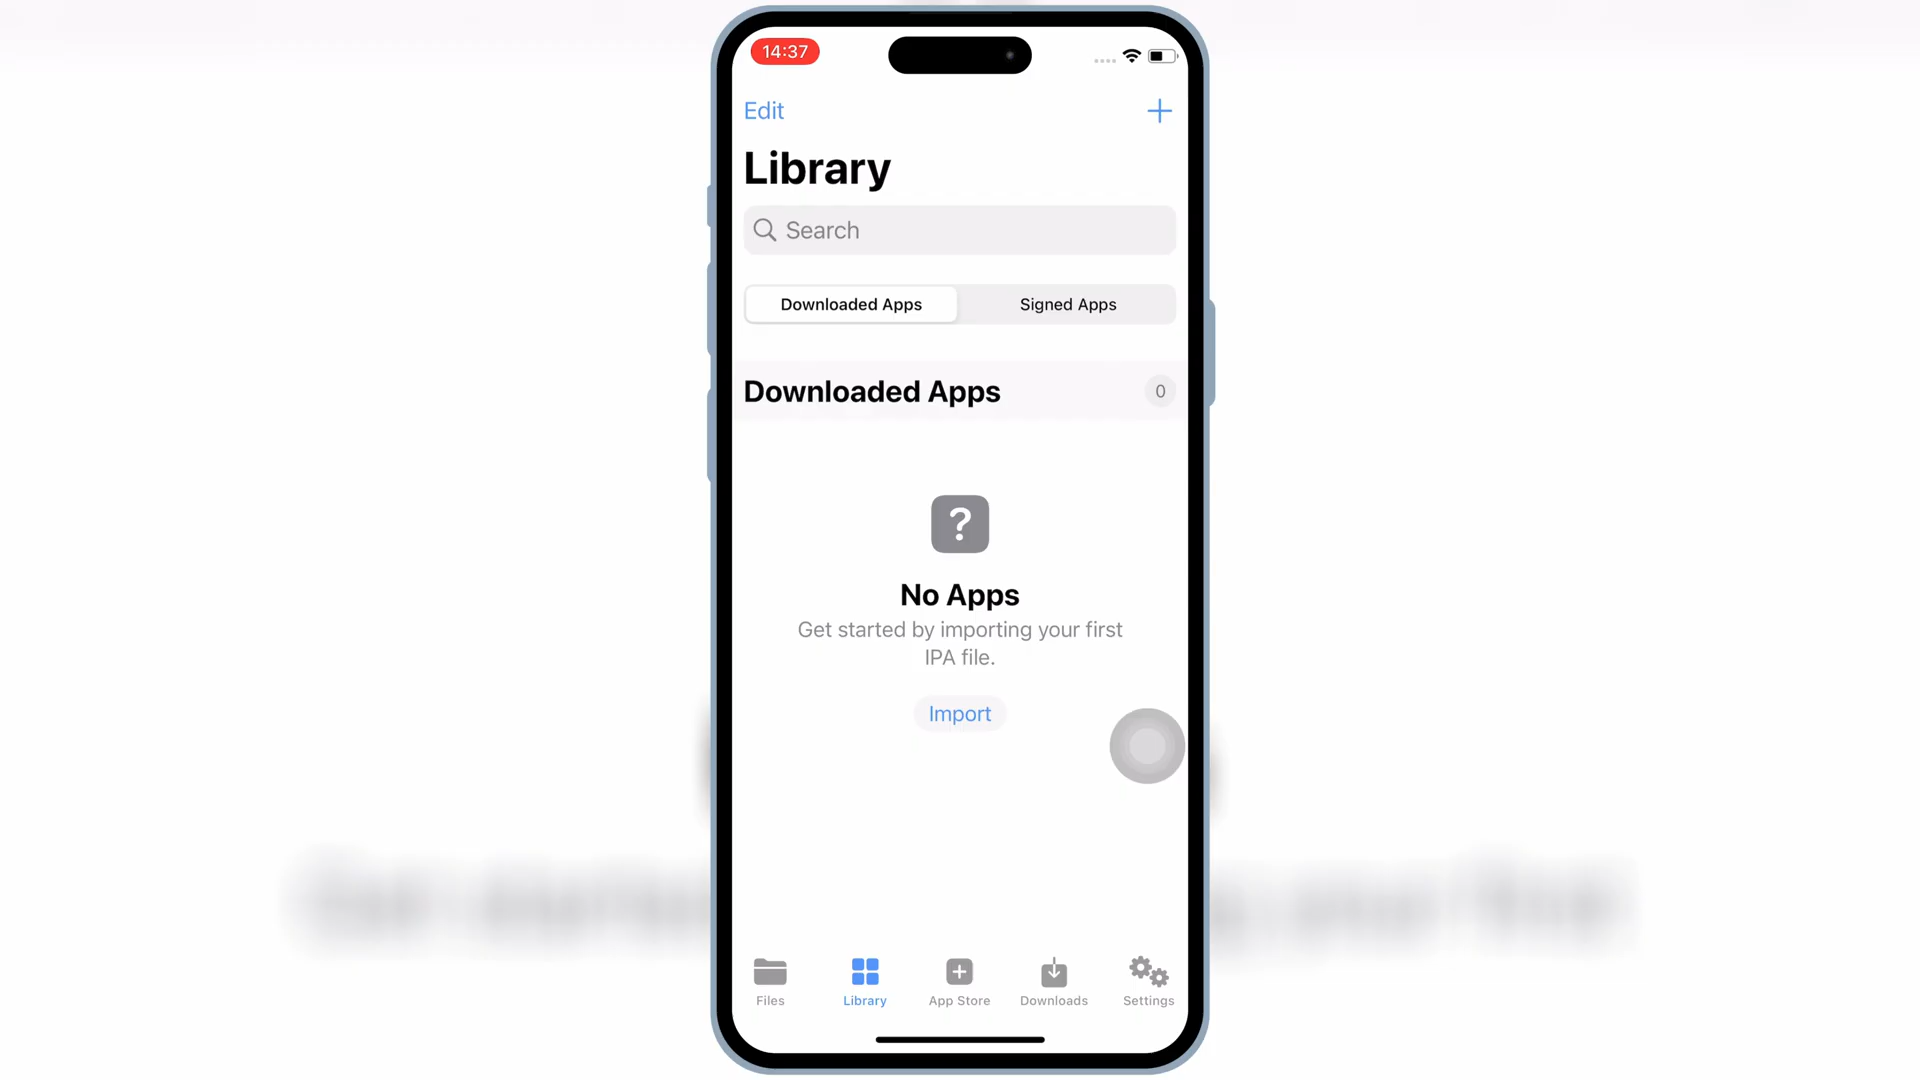 14:37
Edit
Library
Search
Downloaded Apps
Signed Apps
Downloaded Apps
0
?
No Apps
Get started by importing your first
IPA file.
Import
Files
Library
App Store
Downloads
Settings